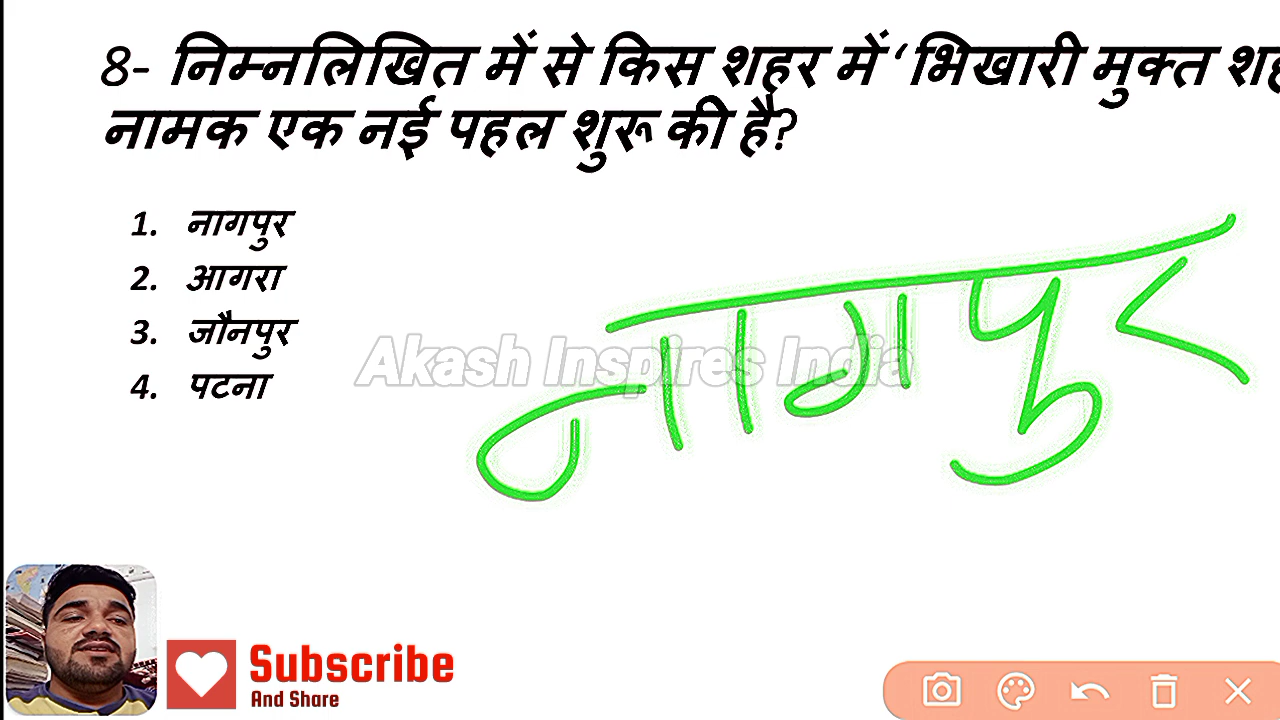 8- निम्नलिखित में से किस शहर में ‘भिखारी मुक्त
नामक एक नई पहल शुरू की है?
1. नागपुर
2. आगरा
3. जौनपुर
4. पटना
नागपुर
Akash Inspires India
Subscribe
And Share